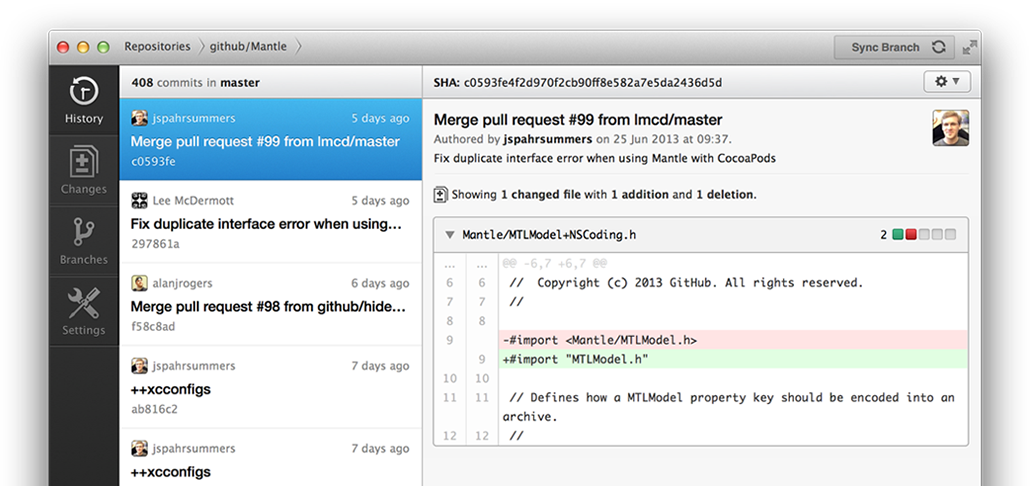 Repositories github/Mantle Sync Branch
History
Changes
Branches
Settings
408 commits in master
jspahrsummers 5 days ago
Merge pull request #99 from lmcd/master
c0593fe
Lee McDermott 5 days ago
Fix duplicate interface error when using...
297861a
alanjrogers 6 days ago
Merge pull request #98 from github/hide...
f58c8ad
jspahrsummers 7 days ago
++xcconfigs
ab816c2
jspahrsummers 7 days ago
++xcconfigs
SHA: c0593fe4f2d970f2cb90ff8e582a7e5da2436d5d
Merge pull request #99 from lmcd/master
Authored by jspahrsummers on 25 Jun 2013 at 09:37.
Fix duplicate interface error when using Mantle with CocoaPods
Showing 1 changed file with 1 addition and 1 deletion.
Mantle/MTLModel+NSCoding.h 2
... ... @@ -6,7 +6,7 @@
6 6 // Copyright (c) 2013 GitHub. All rights reserved.
7 7 //
8 8
9 -#import <Mantle/MTLModel.h>
9 +#import "MTLModel.h"
10 10
11 11 // Defines how a MTLModel property key should be encoded into an
archive.
12 12 //